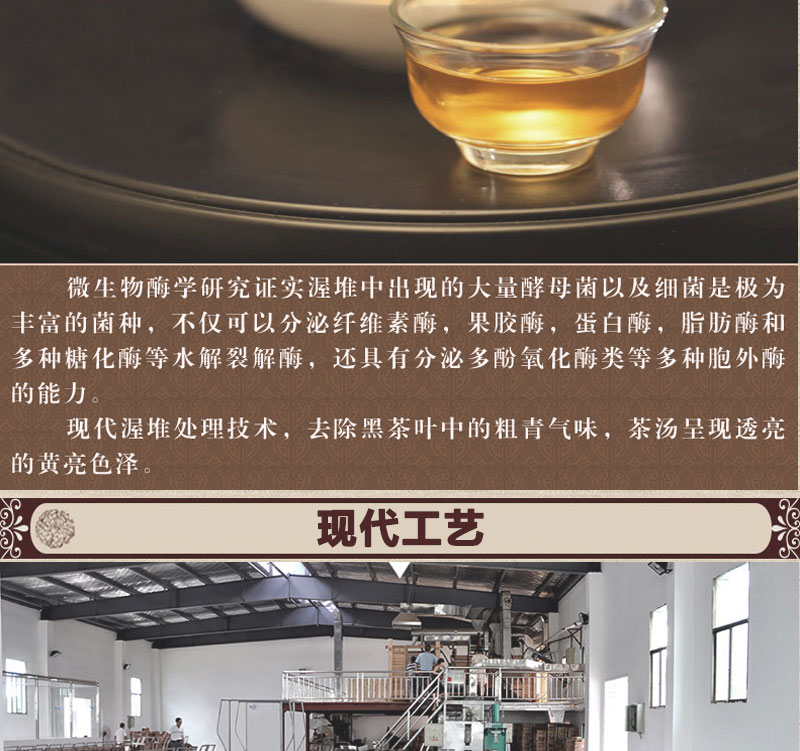 微生物酶学研究证实渥堆中出现的大量酵母菌以及细菌是极为
丰富的菌种，不仅可以分泌纤维素酶，果胶酶，蛋白酶，脂肪酶和
多种糖化酶等水解裂解酶，还具有分泌多酚氧化酶类等多种胞外酶
的能力。
现代渥堆处理技术，去除黑茶叶中的粗青气味，茶汤呈现透亮
的黄亮色泽。
现代工艺